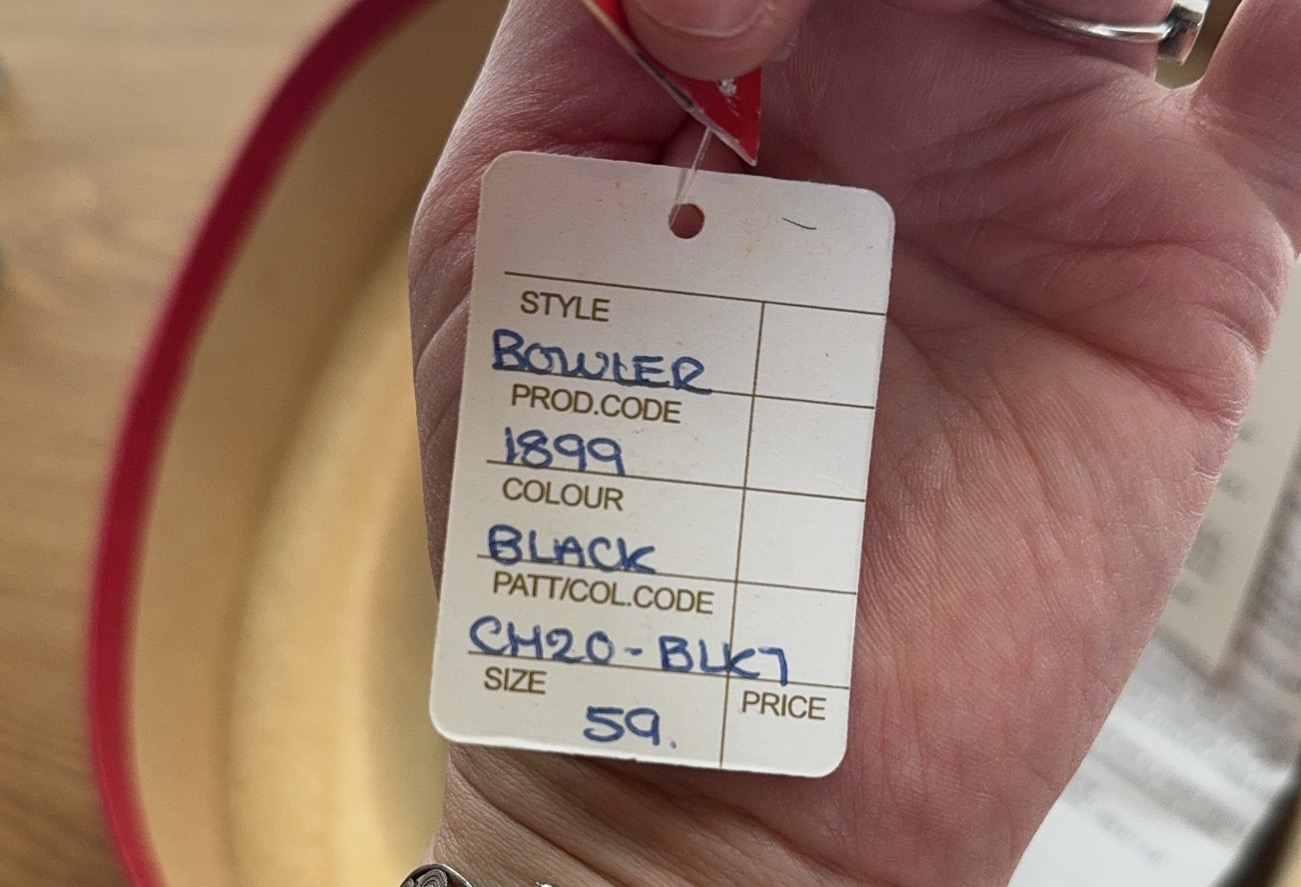 STYLE
BOWLER
PROD.CODE
1899
COLOUR
BLACK
PATT/COL.CODE
CH20-BLK7
SIZE
59.
PRICE